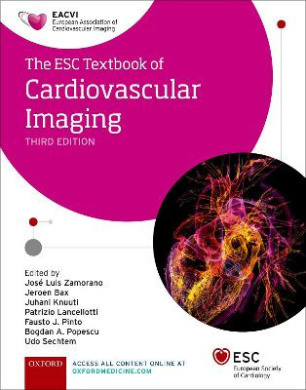 EACVI
European Association of
Cardiovascular Imaging
The ESC Textbook of
Cardiovascular
Imaging
THIRD EDITION
Edited by
José Luis Zamorano
Jeroen Bax
Juhani Knuuti
Patrizio Lancellotti
Fausto J. Pinto
Bogdan A. Popescu
Udo Sechtem
OXFORD
ACCESS ALL CONTENT ONLINE AT
OXFORDMEDICINE.COM
ESC
European Society
of Cardiology